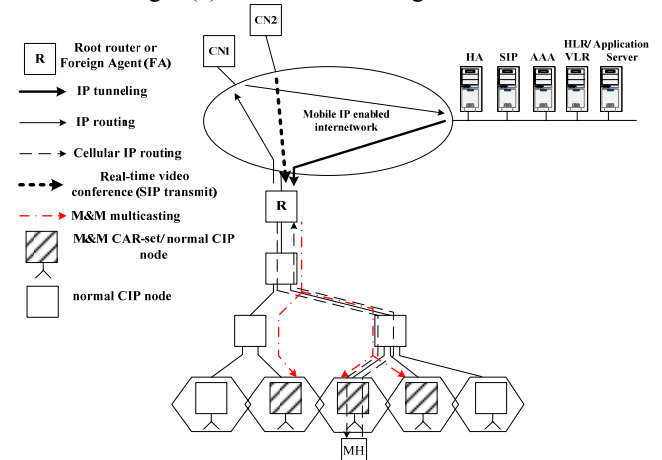 CN2
CN1
R
Root router or
Foreign Agent (FA)
IP tunneling
IP routing
Cellular IP routing
Real-time video
conference (SIP transmit)
M&M multicasting
M&M CAR-set/ normal CIP
node
normal CIP node
Mobile IP enabled
internetwork
HA
SIP
AAA
HLR/
VLR
Application
Server
R
MH